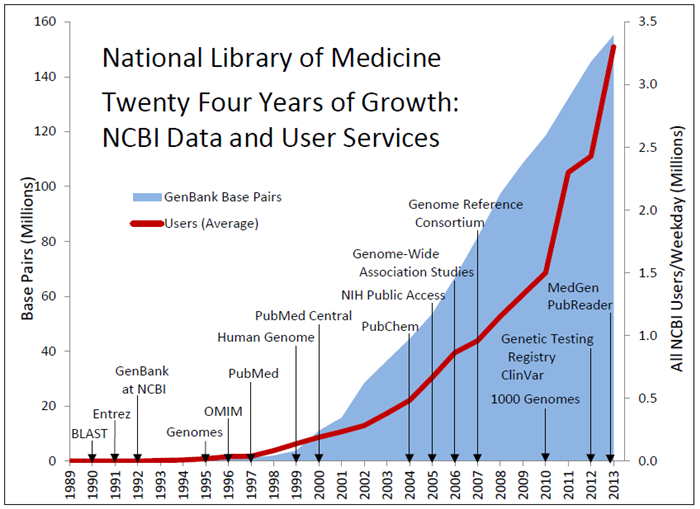 National Library of Medicine
Twenty Four Years of Growth:
NCBI Data and User Services
GenBank Base Pairs
Users (Average)
Base Pairs (Millions)
160
140
120
100
80
60
40
20
0
All NCBI Users/Weekday (Millions)
3.5
3.0
2.5
2.0
1.5
1.0
0.5
0.0
BLAST
Entrez
GenBank
at NCBI
Genomes
OMIM
PubMed
Human Genome
PubMed Central
PubChem
NIH Public Access
Genome-Wide
Association Studies
Genome Reference
Consortium
1000 Genomes
Genetic Testing
Registry
ClinVar
MedGen
PubReader
1989
1990
1991
1992
1993
1994
1995
1996
1997
1998
1999
2000
2001
2002
2003
2004
2005
2006
2007
2008
2009
2010
2011
2012
2013